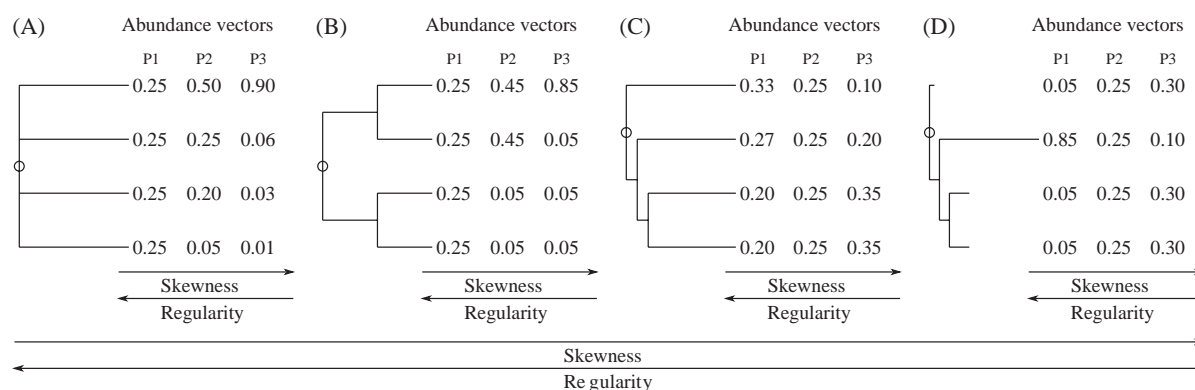 (A) Abundance vectors
P1 P2 P3
0.25 0.50 0.90
0.25 0.25 0.06
0.25 0.20 0.03
0.25 0.05 0.01
Skewness
Regularity
(B) Abundance vectors
P1 P2 P3
0.25 0.45 0.85
0.25 0.45 0.05
0.25 0.05 0.05
0.25 0.05 0.05
Skewness
Regularity
(C) Abundance vectors
P1 P2 P3
0.33 0.25 0.10
0.27 0.25 0.20
0.20 0.25 0.35
0.20 0.25 0.35
Skewness
Regularity
(D) Abundance vectors
P1 P2 P3
0.05 0.25 0.30
0.85 0.25 0.10
0.05 0.25 0.30
0.05 0.25 0.30
Skewness
Regularity
Skewness
Re gularity